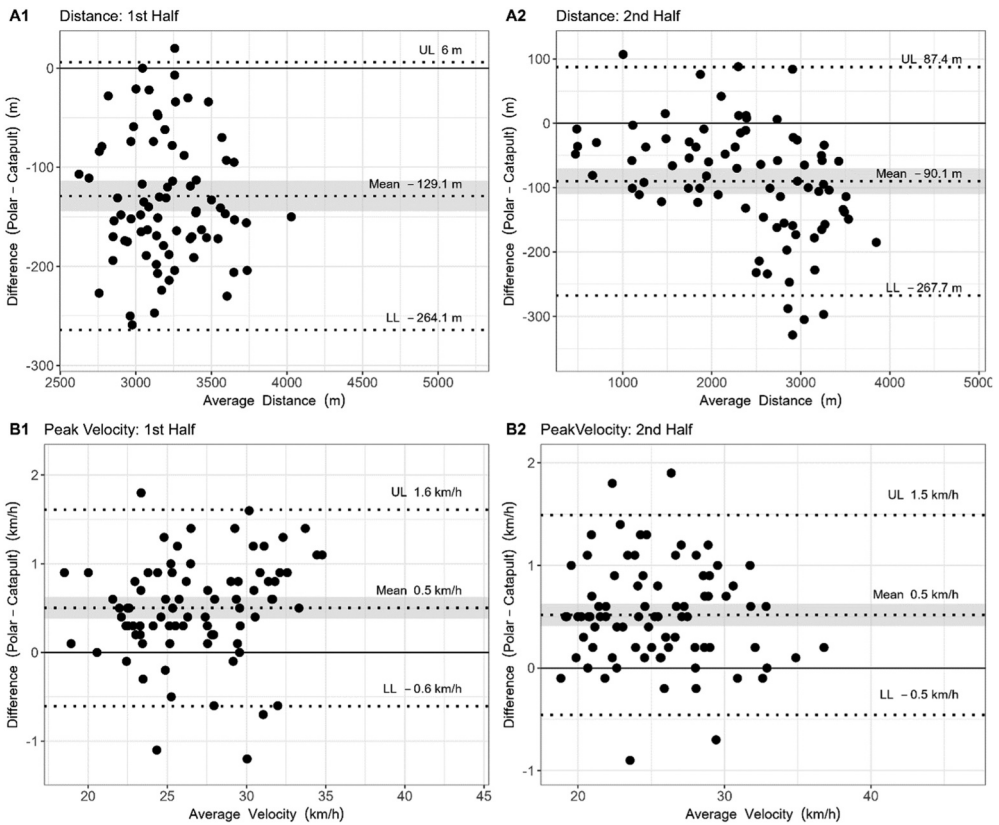 A1 Distance: 1st Half
UL 6 m
Mean −129.1 m
LL −264.1 m
0
-100
-200
-300
2500 3000 3500 4000 4500 5000
Difference (Polar − Catapult) (m)
Average Distance (m)
A2 Distance: 2nd Half
UL 87.4 m
Mean −90.1 m
LL −267.7 m
100
0
-100
-200
-300
1000 2000 3000 4000 5000
Difference (Polar − Catapult) (m)
Average Distance (m)
B1 Peak Velocity: 1st Half
UL 1.6 km/h
Mean 0.5 km/h
LL −0.6 km/h
2
1
0
-1
20 25 30 35 40 45
Difference (Polar − Catapult) (km/h)
Average Velocity (km/h)
B2 PeakVelocity: 2nd Half
UL 1.5 km/h
Mean 0.5 km/h
LL −0.5 km/h
2
1
0
-1
20 30 40
Difference (Polar − Catapult) (km/h)
Average Velocity (km/h)